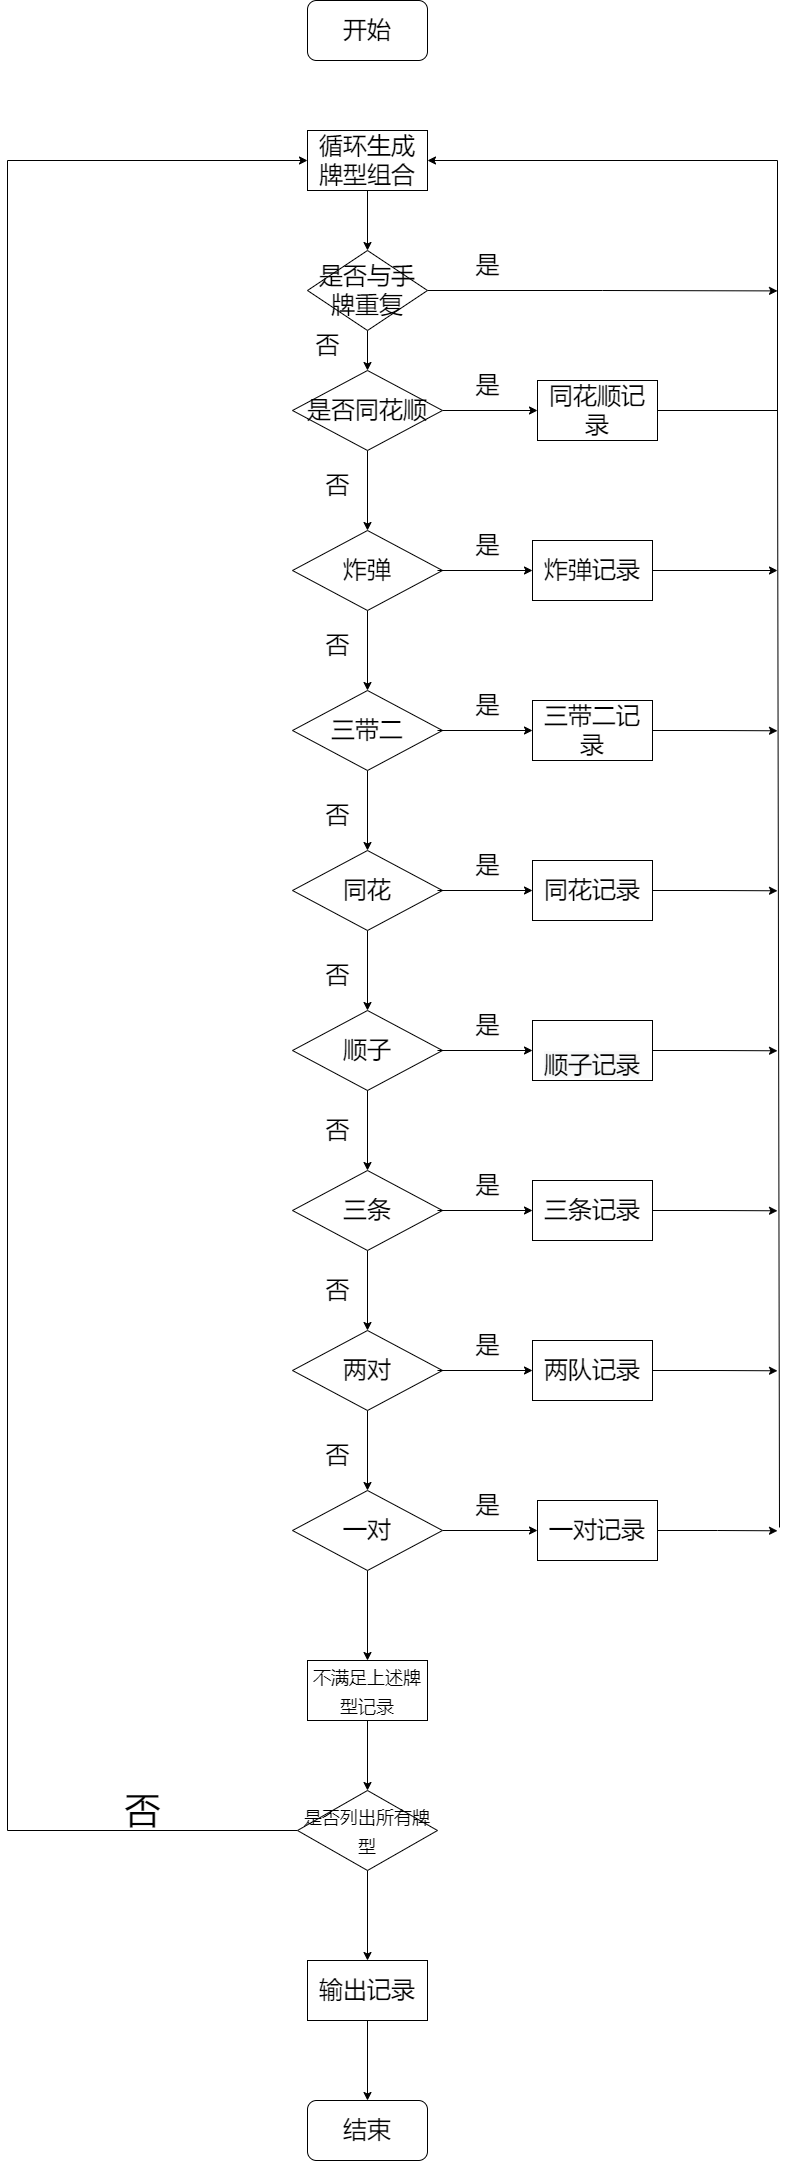 开始
循环生成
牌型组合
是否与手
牌重复
是
否
是否同花顺
是
同花顺记
录
否
炸弹
是
炸弹记录
否
三带二
是
三带二记
录
否
同花
是
同花记录
否
顺子
是
顺子记录
否
三条
是
三条记录
否
两对
是
两队记录
否
一对
是
一对记录
不满足上述牌
型记录
否
是否列出所有牌
型
输出记录
结束